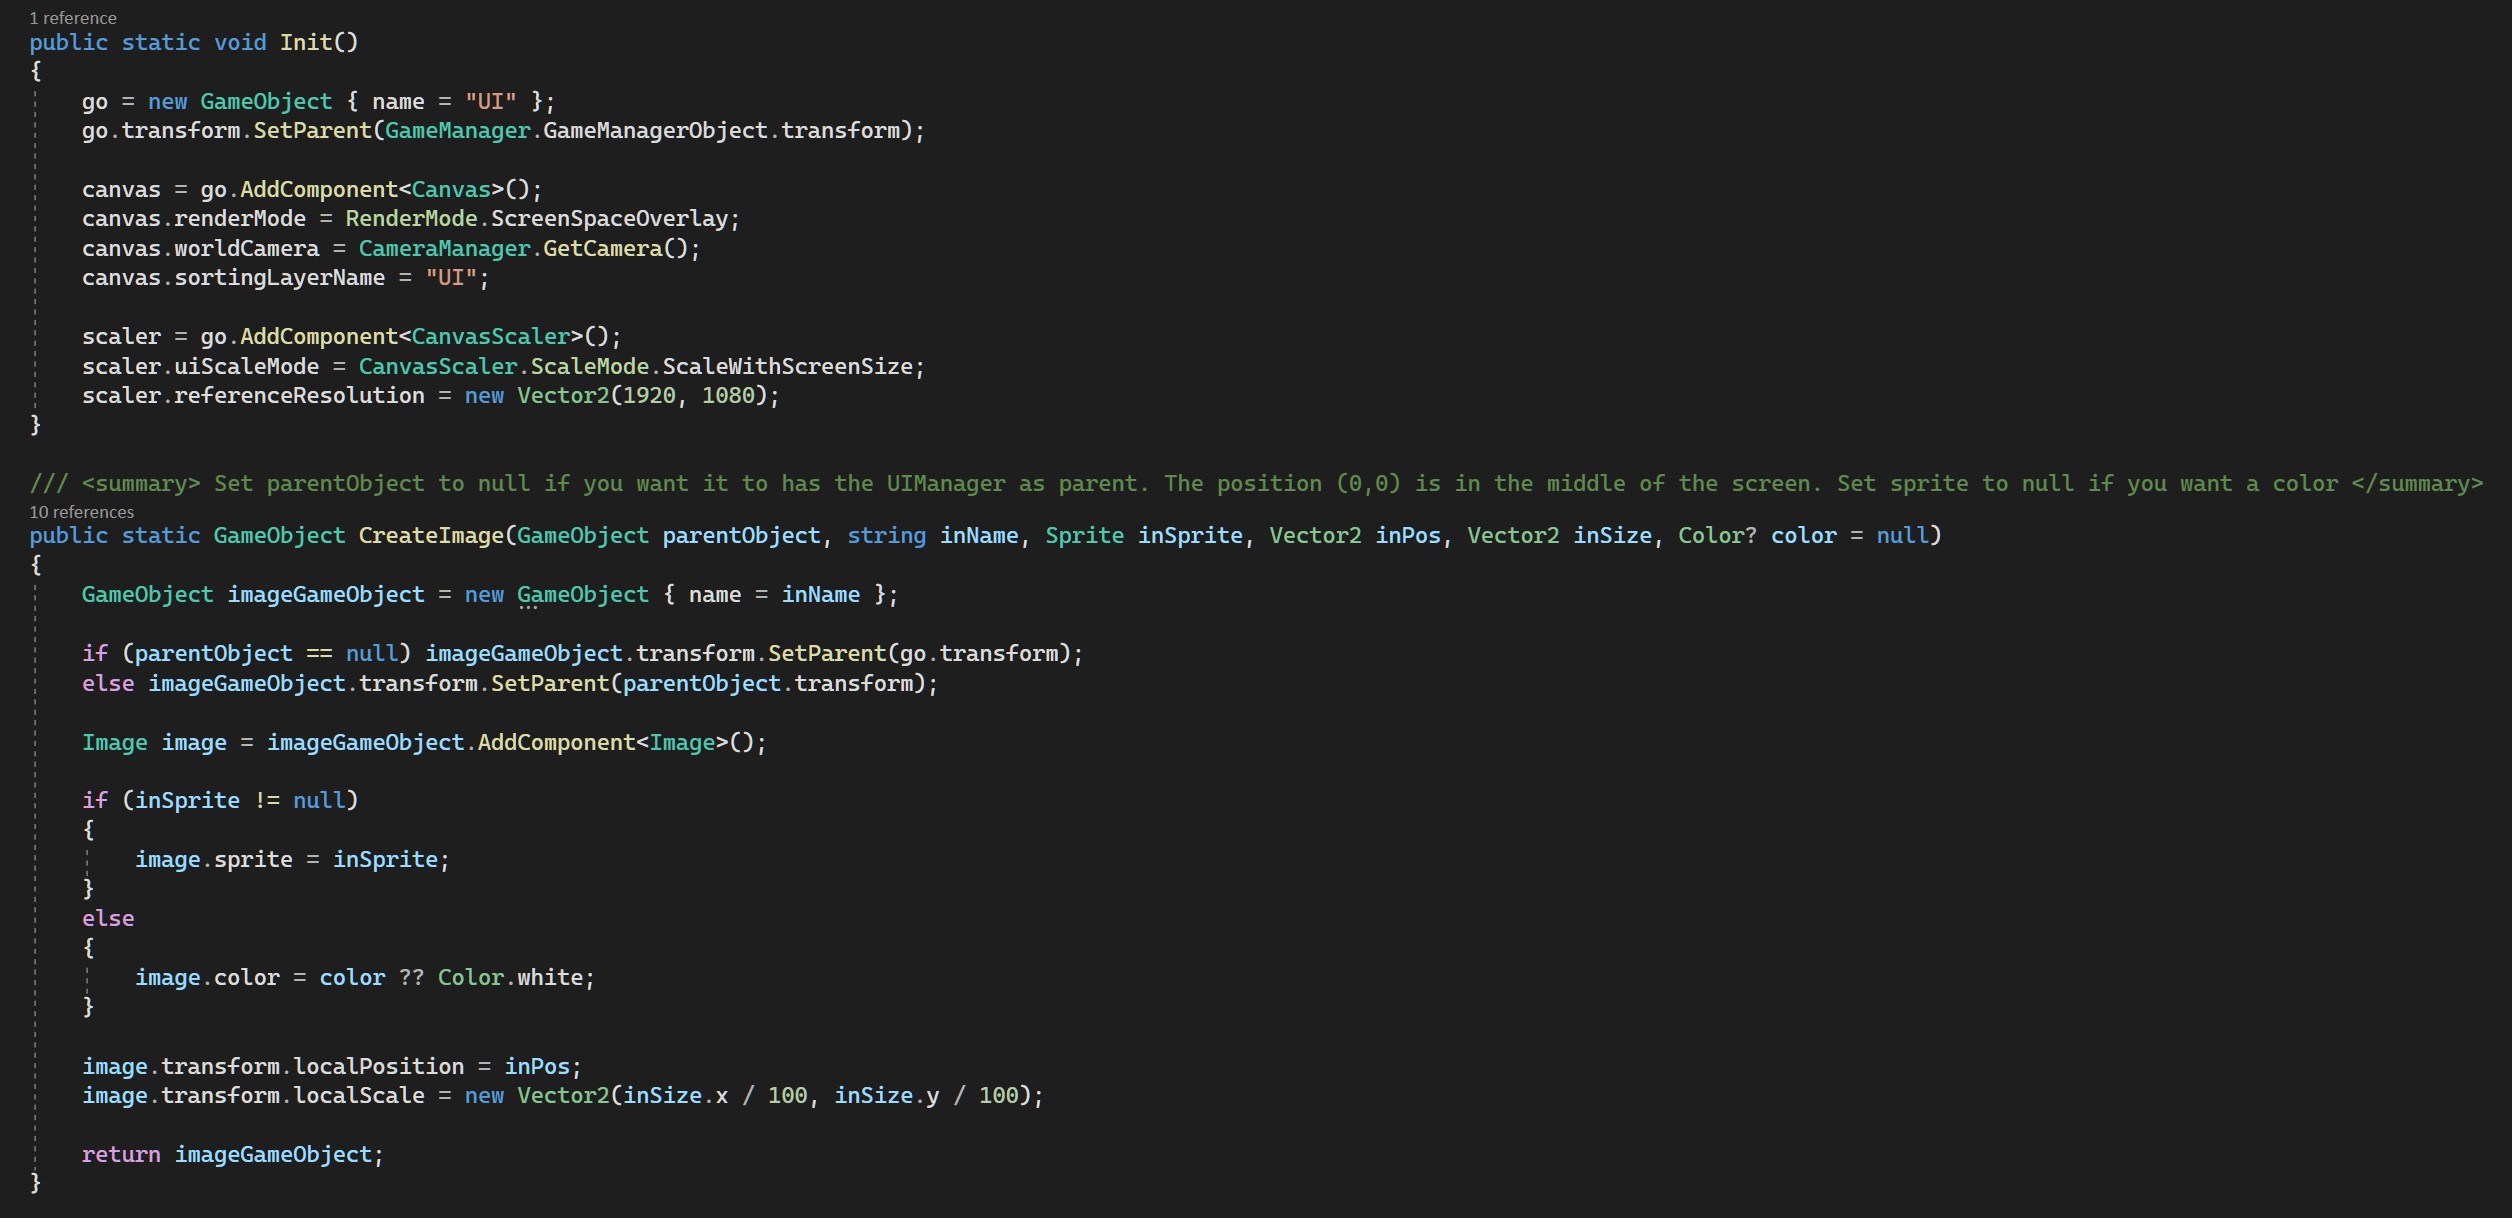 1 reference
public static void Init()
{
go = new GameObject { name = "UI" };
go.transform.SetParent(GameManager.GameManagerObject.transform);
canvas = go.AddComponent<Canvas>();
canvas.renderMode = RenderMode.ScreenSpaceOverlay;
canvas.worldCamera = CameraManager.GetCamera();
canvas.sortingLayerName = "UI";
scaler = go.AddComponent<CanvasScaler>();
scaler.uiScaleMode = CanvasScaler.ScaleMode.ScaleWithScreenSize;
scaler.referenceResolution = new Vector2(1920, 1080);
}
/// <summary> Set parentObject to null if you want it to has the UIManager as parent. The position (0,0) is in the middle of the screen. Set sprite to null if you want a color </summary>
10 references
public static GameObject CreateImage(GameObject parentObject, string inName, Sprite inSprite, Vector2 inPos, Vector2 inSize, Color? color = null)
{
GameObject imageGameObject = new GameObject { name = inName };
if (parentObject == null) imageGameObject.transform.SetParent(go.transform);
else imageGameObject.transform.SetParent(parentObject.transform);
Image image = imageGameObject.AddComponent<Image>();
if (inSprite != null)
{
image.sprite = inSprite;
}
else
{
image.color = color ?? Color.white;
}
image.transform.localPosition = inPos;
image.transform.localScale = new Vector2(inSize.x / 100, inSize.y / 100);
return imageGameObject;
}